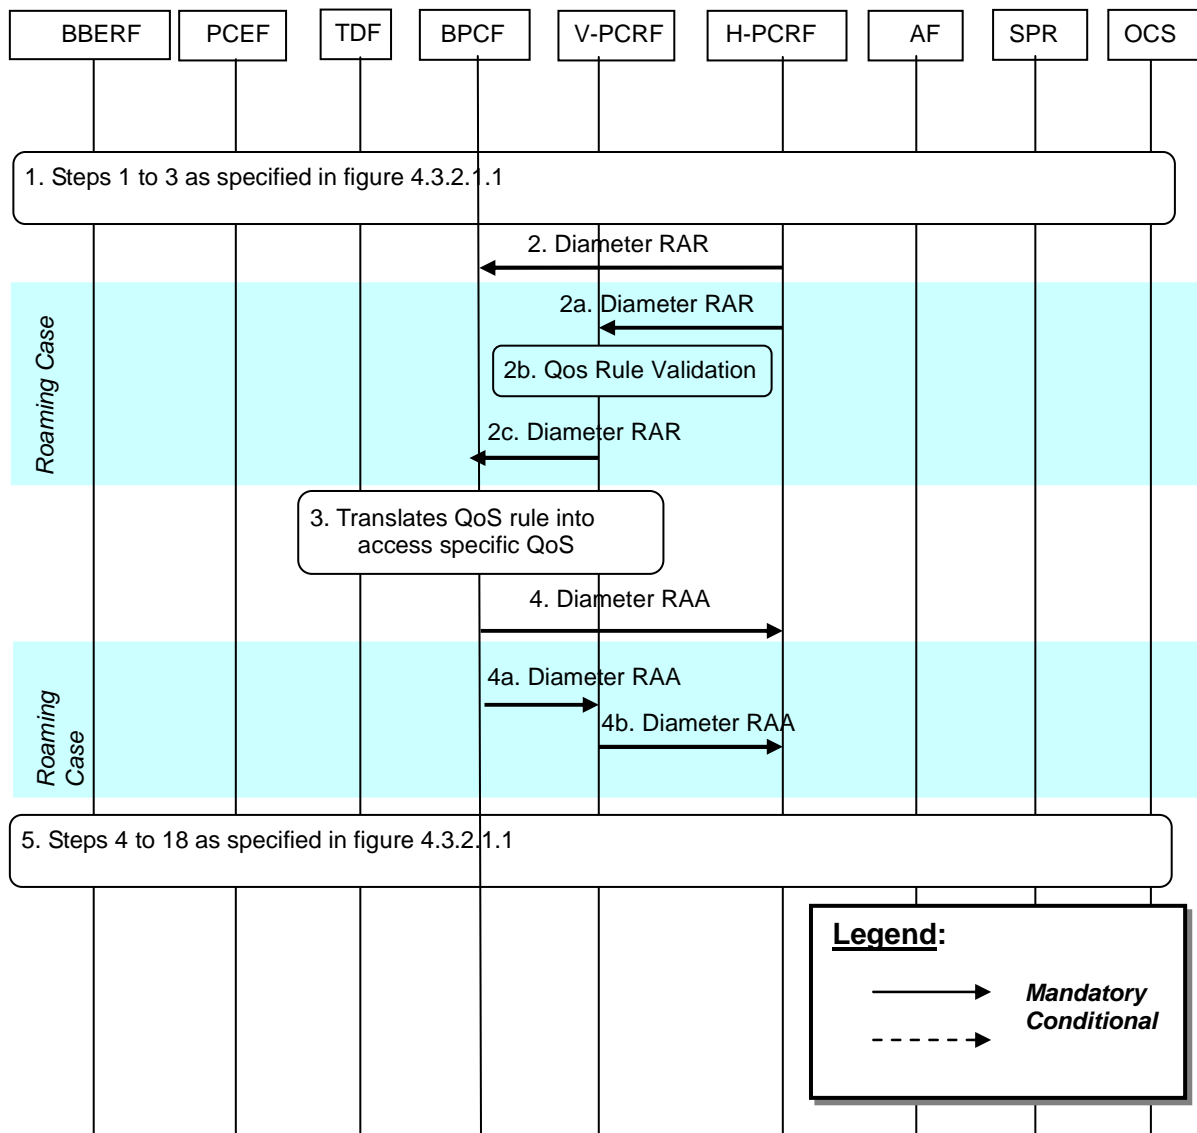 BBERF PCEF TDF BPCF V-PCRF H-PCRF AF SPR OCS
1. Steps 1 to 3 as specified in figure 4.3.2.1.1
2. Diameter RAR
Roaming Case
2a. Diameter RAR
2b. Qos Rule Validation
2c. Diameter RAR
3. Translates QoS rule into
access specific QoS
4. Diameter RAA
Roaming
Case
4a. Diameter RAA
4b. Diameter RAA
5. Steps 4 to 18 as specified in figure 4.3.2.1.1
Legend:
Mandatory
Conditional